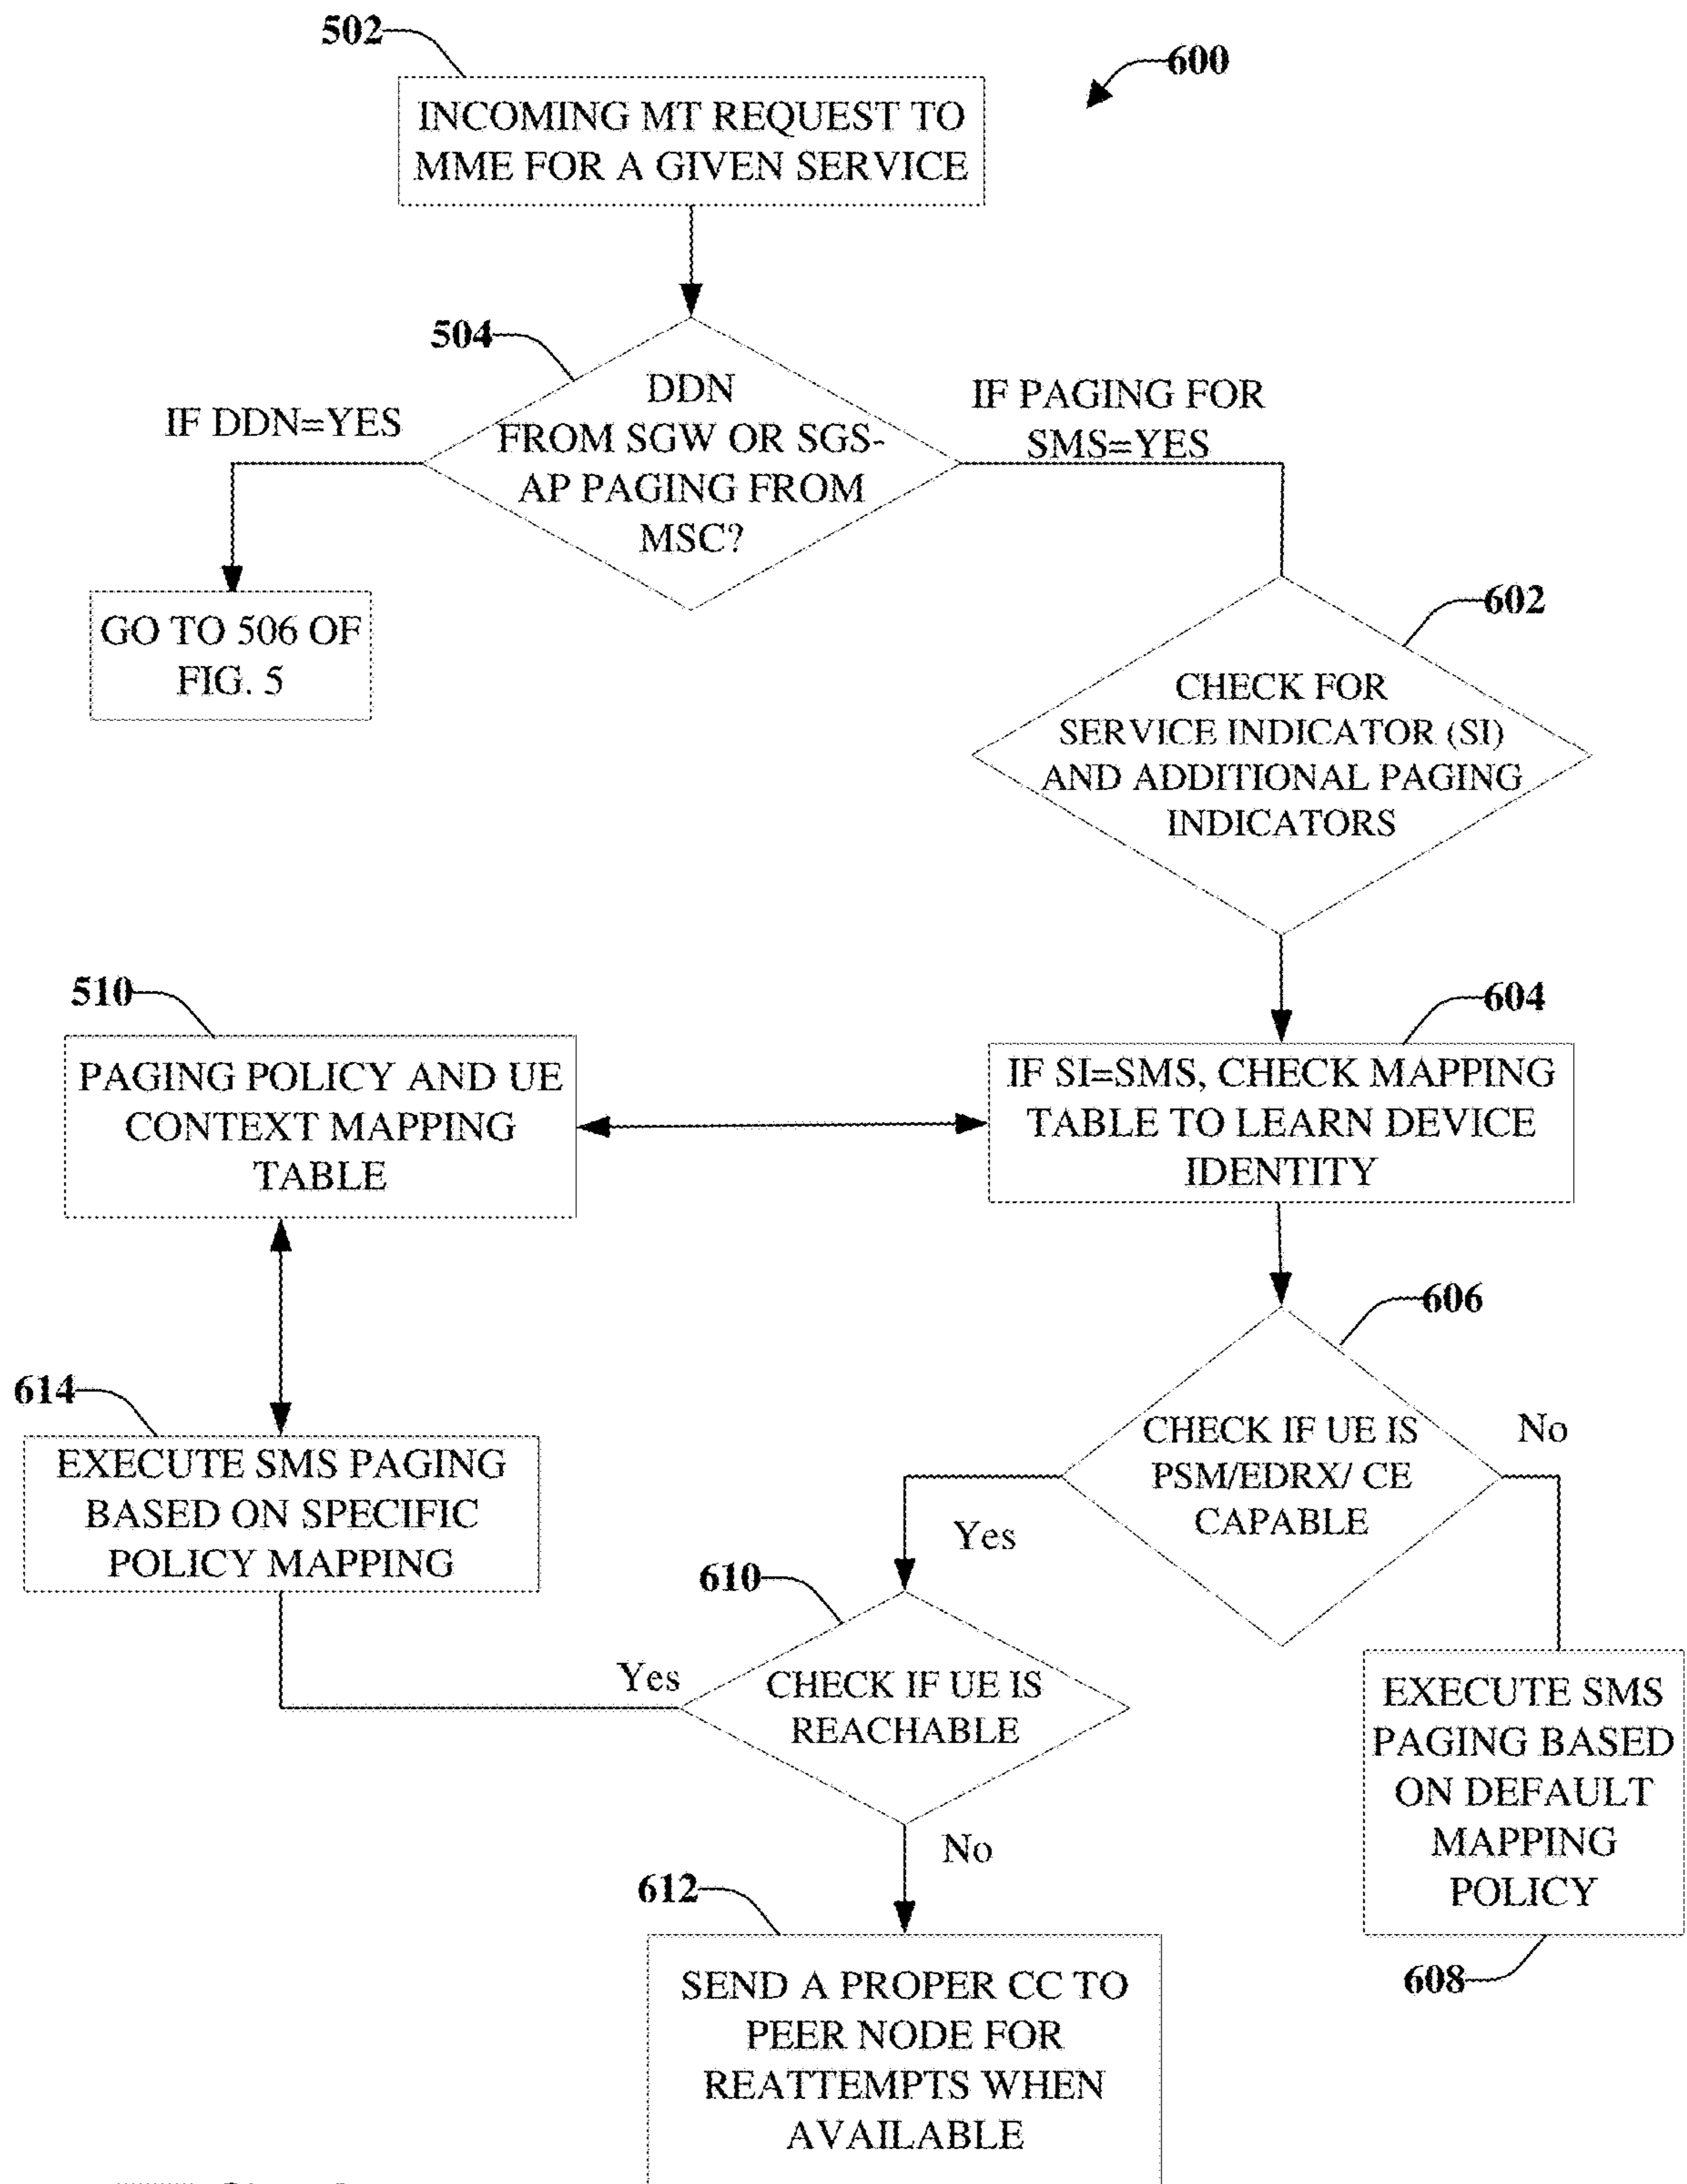 502
600
INCOMING MT REQUEST TO
MME FOR A GIVEN SERVICE
504
DDN
FROM SGW OR SGS-
AP PAGING FROM
MSC?
IF DDN=YES
IF PAGING FOR
SMS=YES
GO TO 506 OF
FIG. 5
602
CHECK FOR
SERVICE INDICATOR (SI)
AND ADDITIONAL PAGING
INDICATORS
510
PAGING POLICY AND UE
CONTEXT MAPPING
TABLE
604
IF SI=SMS, CHECK MAPPING
TABLE TO LEARN DEVICE
IDENTITY
606
CHECK IF UE IS
PSM/EDRX/ CE
CAPABLE
No
Yes
614
EXECUTE SMS PAGING
BASED ON SPECIFIC
POLICY MAPPING
610
Yes
CHECK IF UE IS
REACHABLE
No
EXECUTE SMS
PAGING BASED
ON DEFAULT
MAPPING
POLICY
608
612
SEND A PROPER CC TO
PEER NODE FOR
REATTEMPTS WHEN
AVAILABLE